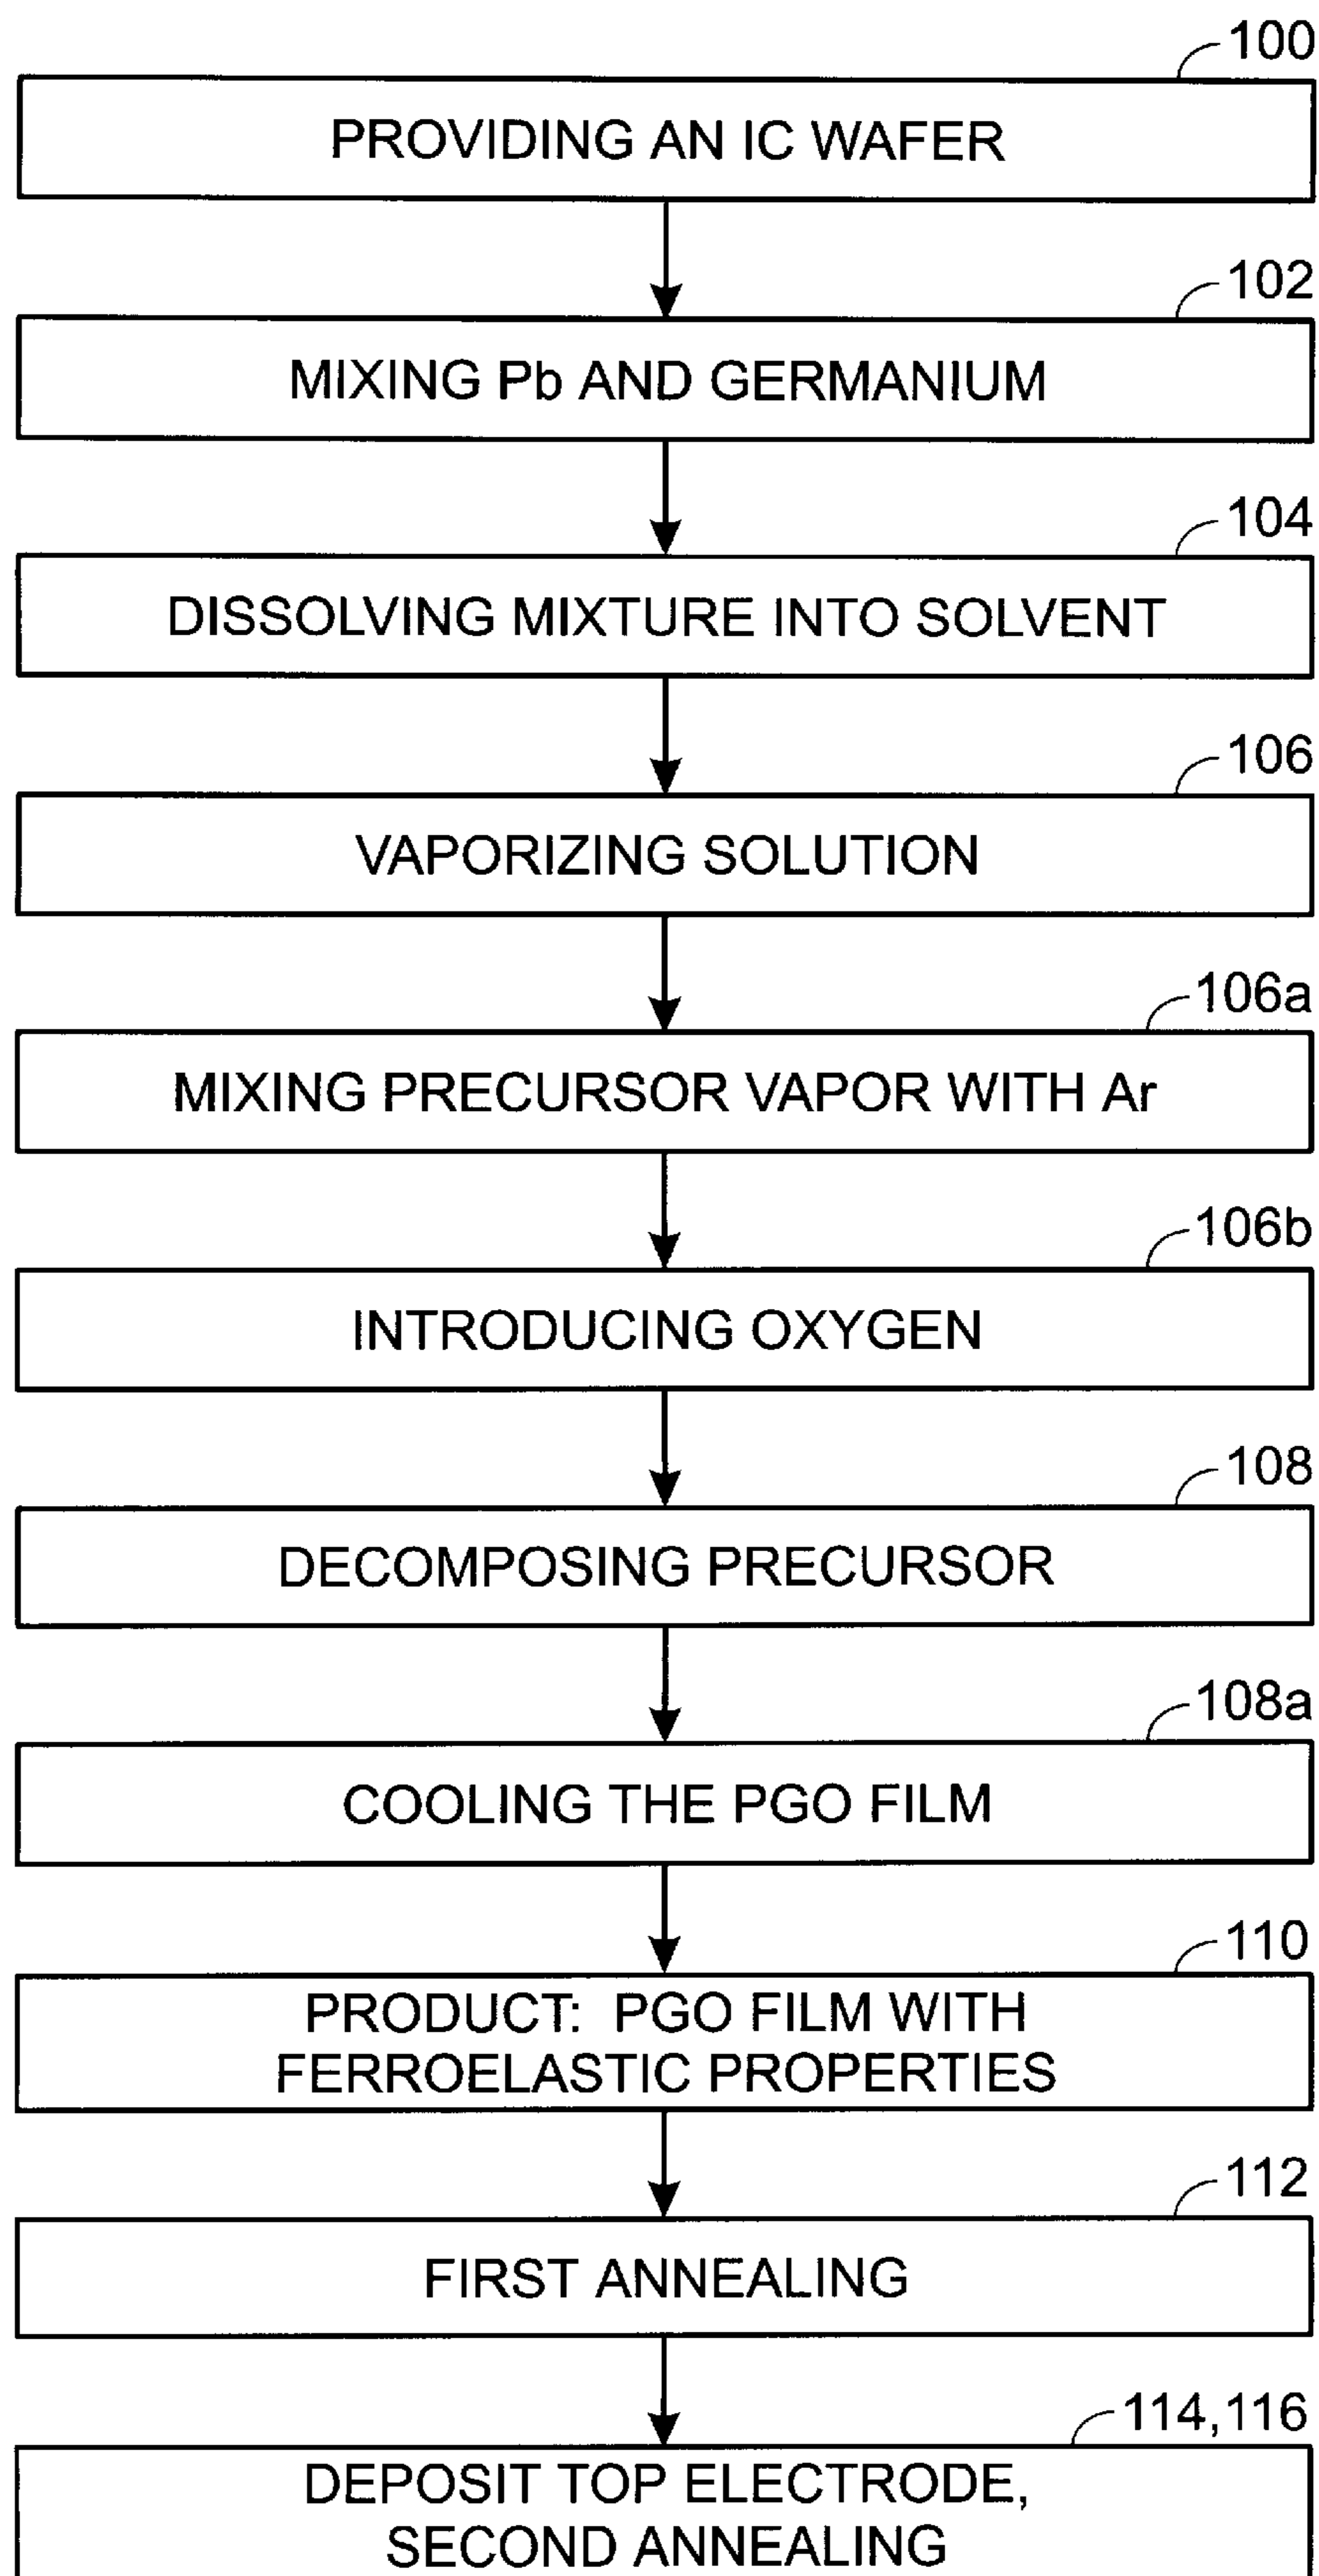 100
PROVIDING AN IC WAFER
102
MIXING Pb AND GERMANIUM
104
DISSOLVING MIXTURE INTO SOLVENT
106
VAPORIZING SOLUTION
106a
MIXING PRECURSOR VAPOR WITH Ar
106b
INTRODUCING OXYGEN
108
DECOMPOSING PRECURSOR
108a
COOLING THE PGO FILM
110
PRODUCT: PGO FILM WITH
FERROELASTIC PROPERTIES
112
FIRST ANNEALING
114,116
DEPOSIT TOP ELECTRODE,
SECOND ANNEALING